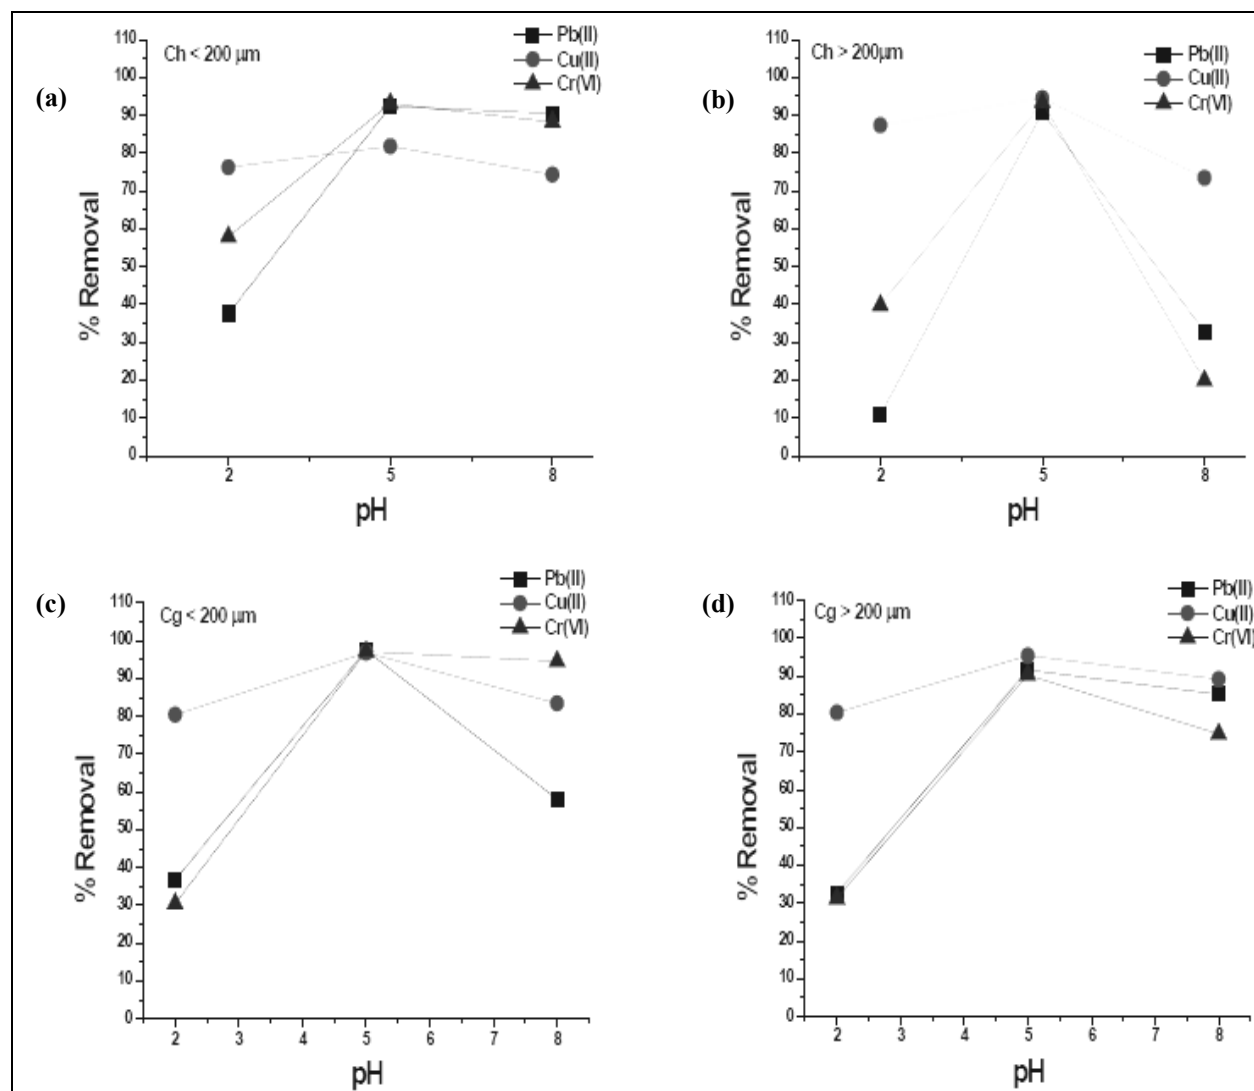 (a)
Ch < 200 µm
Pb(II)
Cu(II)
Cr(VI)
% Removal
110
100
90
80
70
60
50
40
30
20
10
0
2 5 8
pH
(b)
Ch > 200µm
Pb(II)
Cu(II)
Cr(VI)
% Removal
110
100
90
80
70
60
50
40
30
20
10
0
2 5 8
pH
(c)
Cg < 200 µm
Pb(II)
Cu(II)
Cr(VI)
% Removal
110
100
90
80
70
60
50
40
30
20
10
0
2 3 4 5 6 7 8
pH
(d)
Cg > 200 µm
Pb(II)
Cu(II)
Cr(VI)
% Removal
110
100
90
80
70
60
50
40
30
20
10
0
2 3 4 5 6 7 8
pH